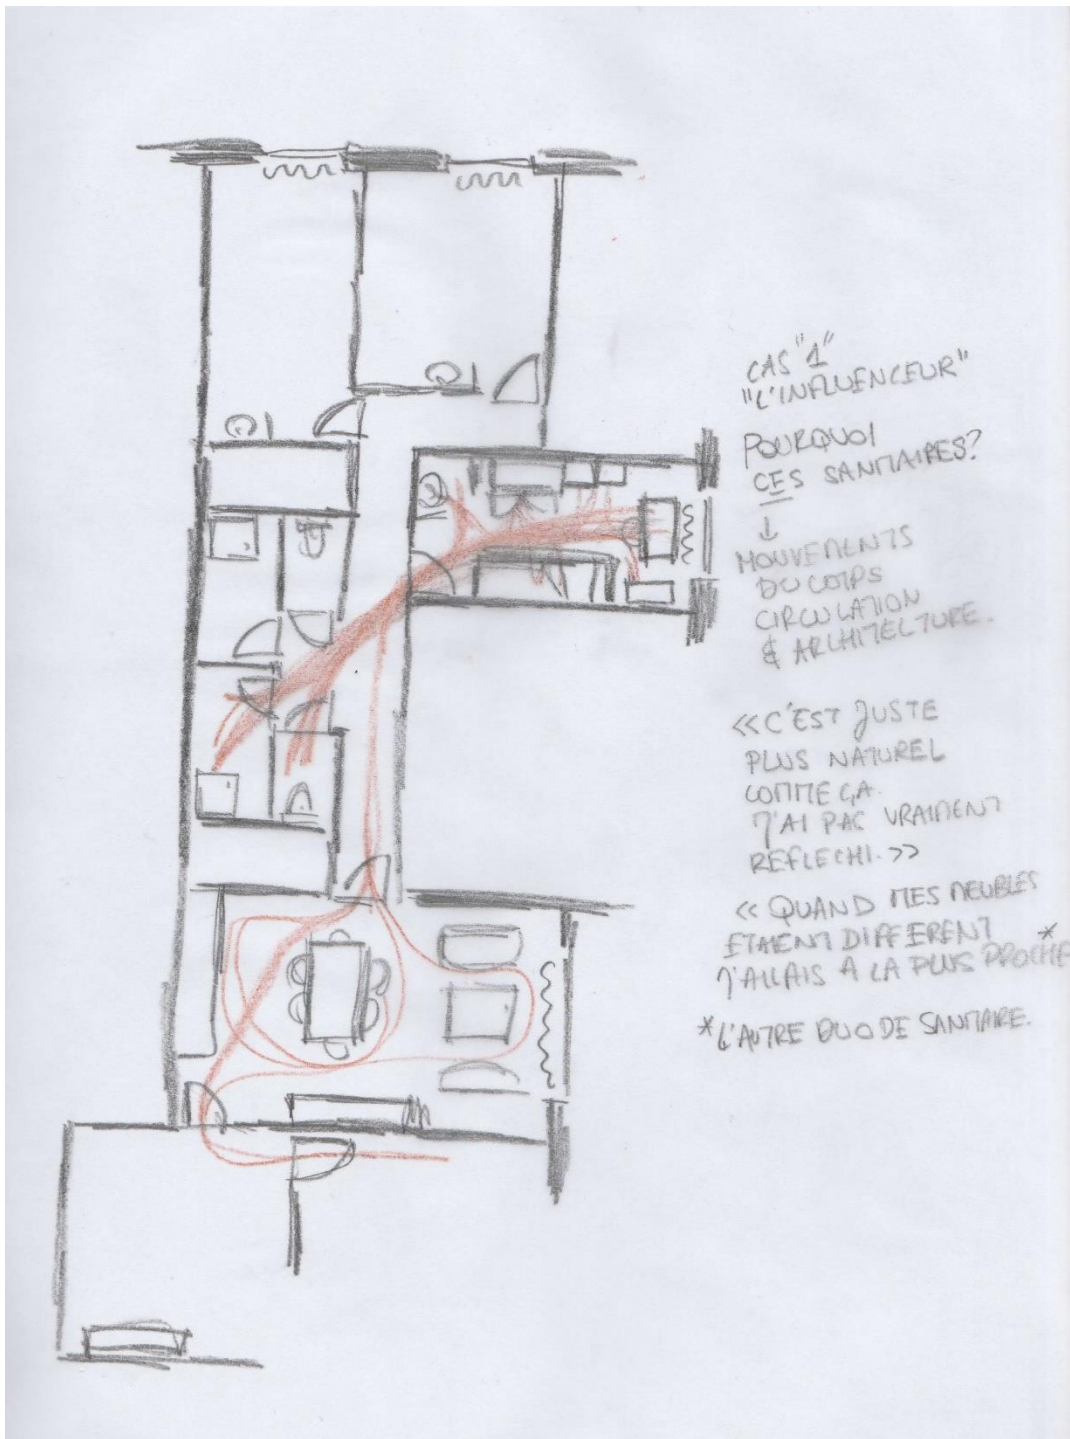 CAS "1"
"L'INFLUENCEUR"
POURQUOI
CES SANITAIRES?
↓
MOUVEMENTS
DU CORPS
CIRCULATION
& ARCHITECTURE.
<<C'EST JUSTE
PLUS NATUREL
COMME ÇA.
J'AI PAS VRAIMENT
REFLECHI.>>
<< QUAND MES MEUBLES
ETAIENT DIFFERENT
J'ALLAIS A LA PLUS PROCHE*
*L'AUTRE DUO DE SANITAIRE.